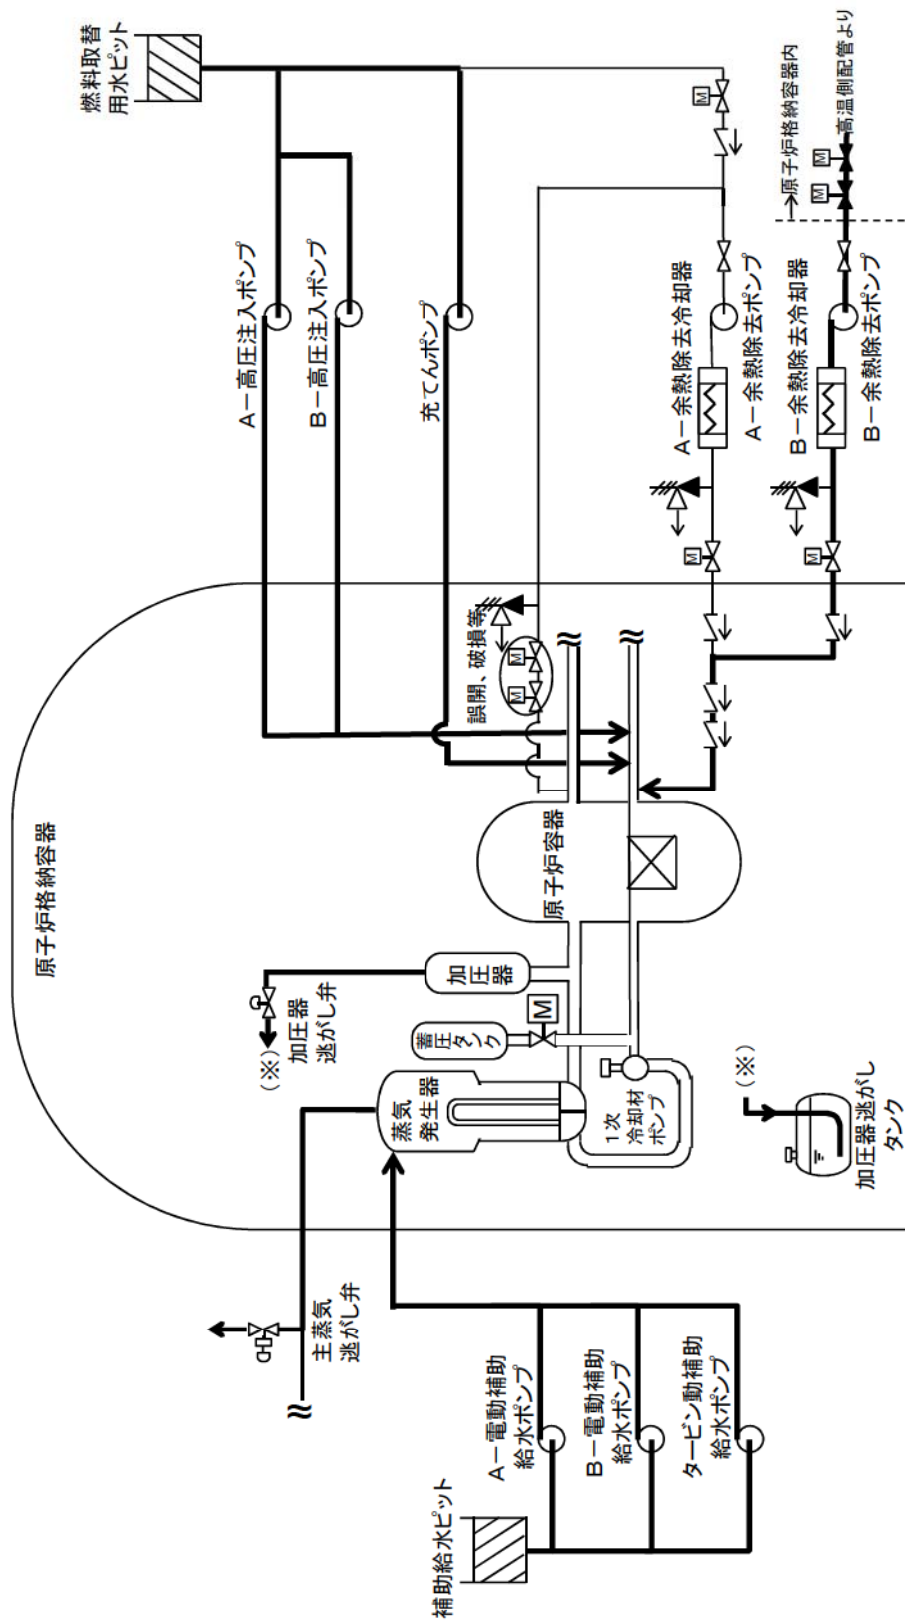 原子炉格納容器
燃料取替
用水ピット
A－高圧注入ポンプ
B－高圧注入ポンプ
充てんポンプ
誤開、破損等
M
M
M
A－余熱除去冷却器
A－余熱除去ポンプ
M
B－余熱除去冷却器
B－余熱除去ポンプ
M
原子炉格納容器内
高温側配管より
M
M
原子炉容器
加圧器
加圧器
逃がし弁
(※)
蓄圧タンク
M
蒸気
発生器
1次
冷却材
ポンプ
(※)
加圧器逃がし
タンク
主蒸気
逃がし弁
A－電動補助
給水ポンプ
B－電動補助
給水ポンプ
タービン動補助
給水ポンプ
補助給水ピット